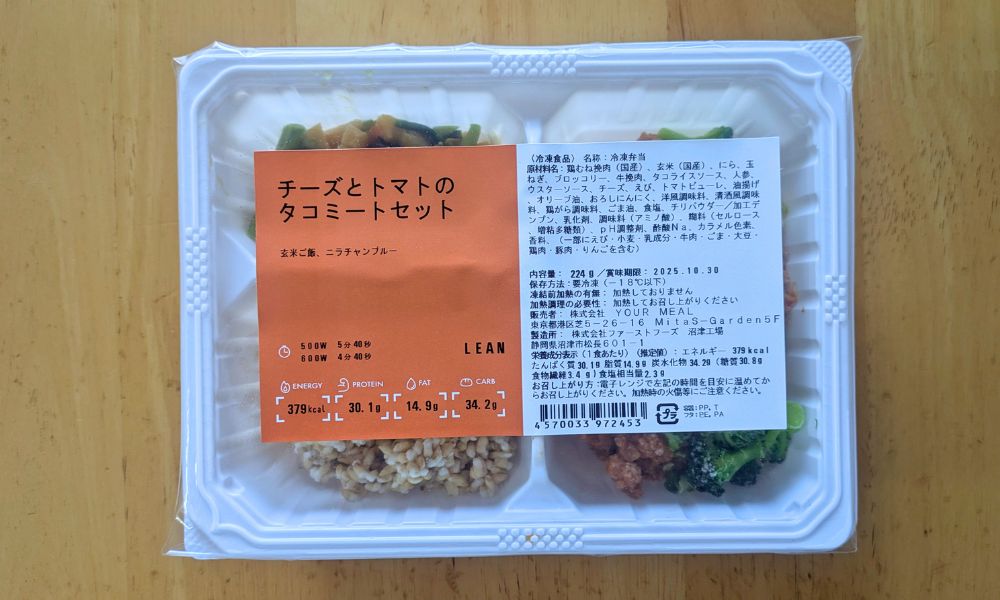 チーズとトマトの
タコミートセット
玄米ご飯、ニラチャンプルー
500W 5分40秒
600W 4分40秒
LEAN
ENERGY PROTEIN FAT CARB
379kcal 30.1g 14.9g 34.2g
(冷凍食品) 名称:冷凍弁当
原材料名:鶏むね挽肉(国産)、玄米(国産)、にら、玉
ねぎ、ブロッコリー、牛挽肉、タコライスソース、人参、
ウスターソース、チーズ、えび、トマトピューレ、油揚げ
、オリーブ油、おろしにんにく、洋風調味料、清酒風調味
料、鶏がら調味料、ごま油、食塩、チリパウダー/加工デ
ンプン、乳化剤、調味料(アミノ酸)、糊料(セルロース
、増粘多糖類)、pH調整剤、酢酸Na、カラメル色素、
香料、(一部にえび・小麦・乳成分・牛肉・ごま・大豆・
鶏肉・豚肉・りんごを含む)
内容量: 224g/賞味期限: 2025.10.30
保存方法:要冷凍(-18℃以下)
凍結前加熱の有無: 加熱しておりません
加熱調理の必要性: 加熱してお召し上がりください
販売者: 株式会社 YOUR MEAL
東京都港区芝5-26-16 MitaS-Garden5F
製造所: 株式会社ファーストフーズ 沼津工場
静岡県沼津市松長601-1
栄養成分表示(1食あたり)(推定値): エネルギー 379kcal
たんぱく質30.1g 脂質14.9g 炭水化物34.2g(糖質30.8g
食物繊維3.4g)食塩相当量2.3g
お召し上がり方:電子レンジで左記の時間を目安に温めてか
らお召し上がりください。加熱時の火傷等にご注意ください。
4570033 972453
プラ
容器:PP,T
フタ:PE,PA